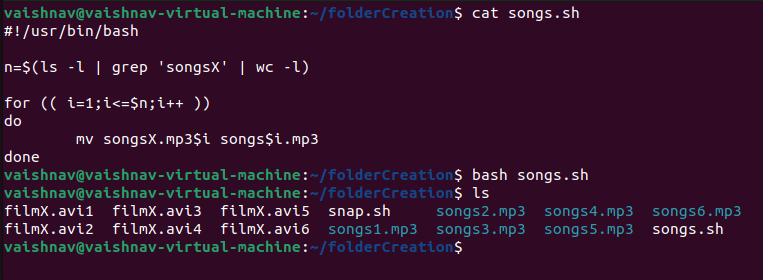 vaishnav@vaishnav-virtual-machine:~/folderCreation$ cat songs.sh
#!/usr/bin/bash
n=$(ls -l | grep 'songsX' | wc -l)
for (( i=1;i<=$n;i++ ))
do
        mv songsX.mp3$i songs$i.mp3
done
vaishnav@vaishnav-virtual-machine:~/folderCreation$ bash songs.sh
vaishnav@vaishnav-virtual-machine:~/folderCreation$ ls
filmX.avi1  filmX.avi3  filmX.avi5  snap.sh     songs2.mp3  songs4.mp3  songs6.mp3
filmX.avi2  filmX.avi4  filmX.avi6  songs1.mp3  songs3.mp3  songs5.mp3  songs.sh
vaishnav@vaishnav-virtual-machine:~/folderCreation$